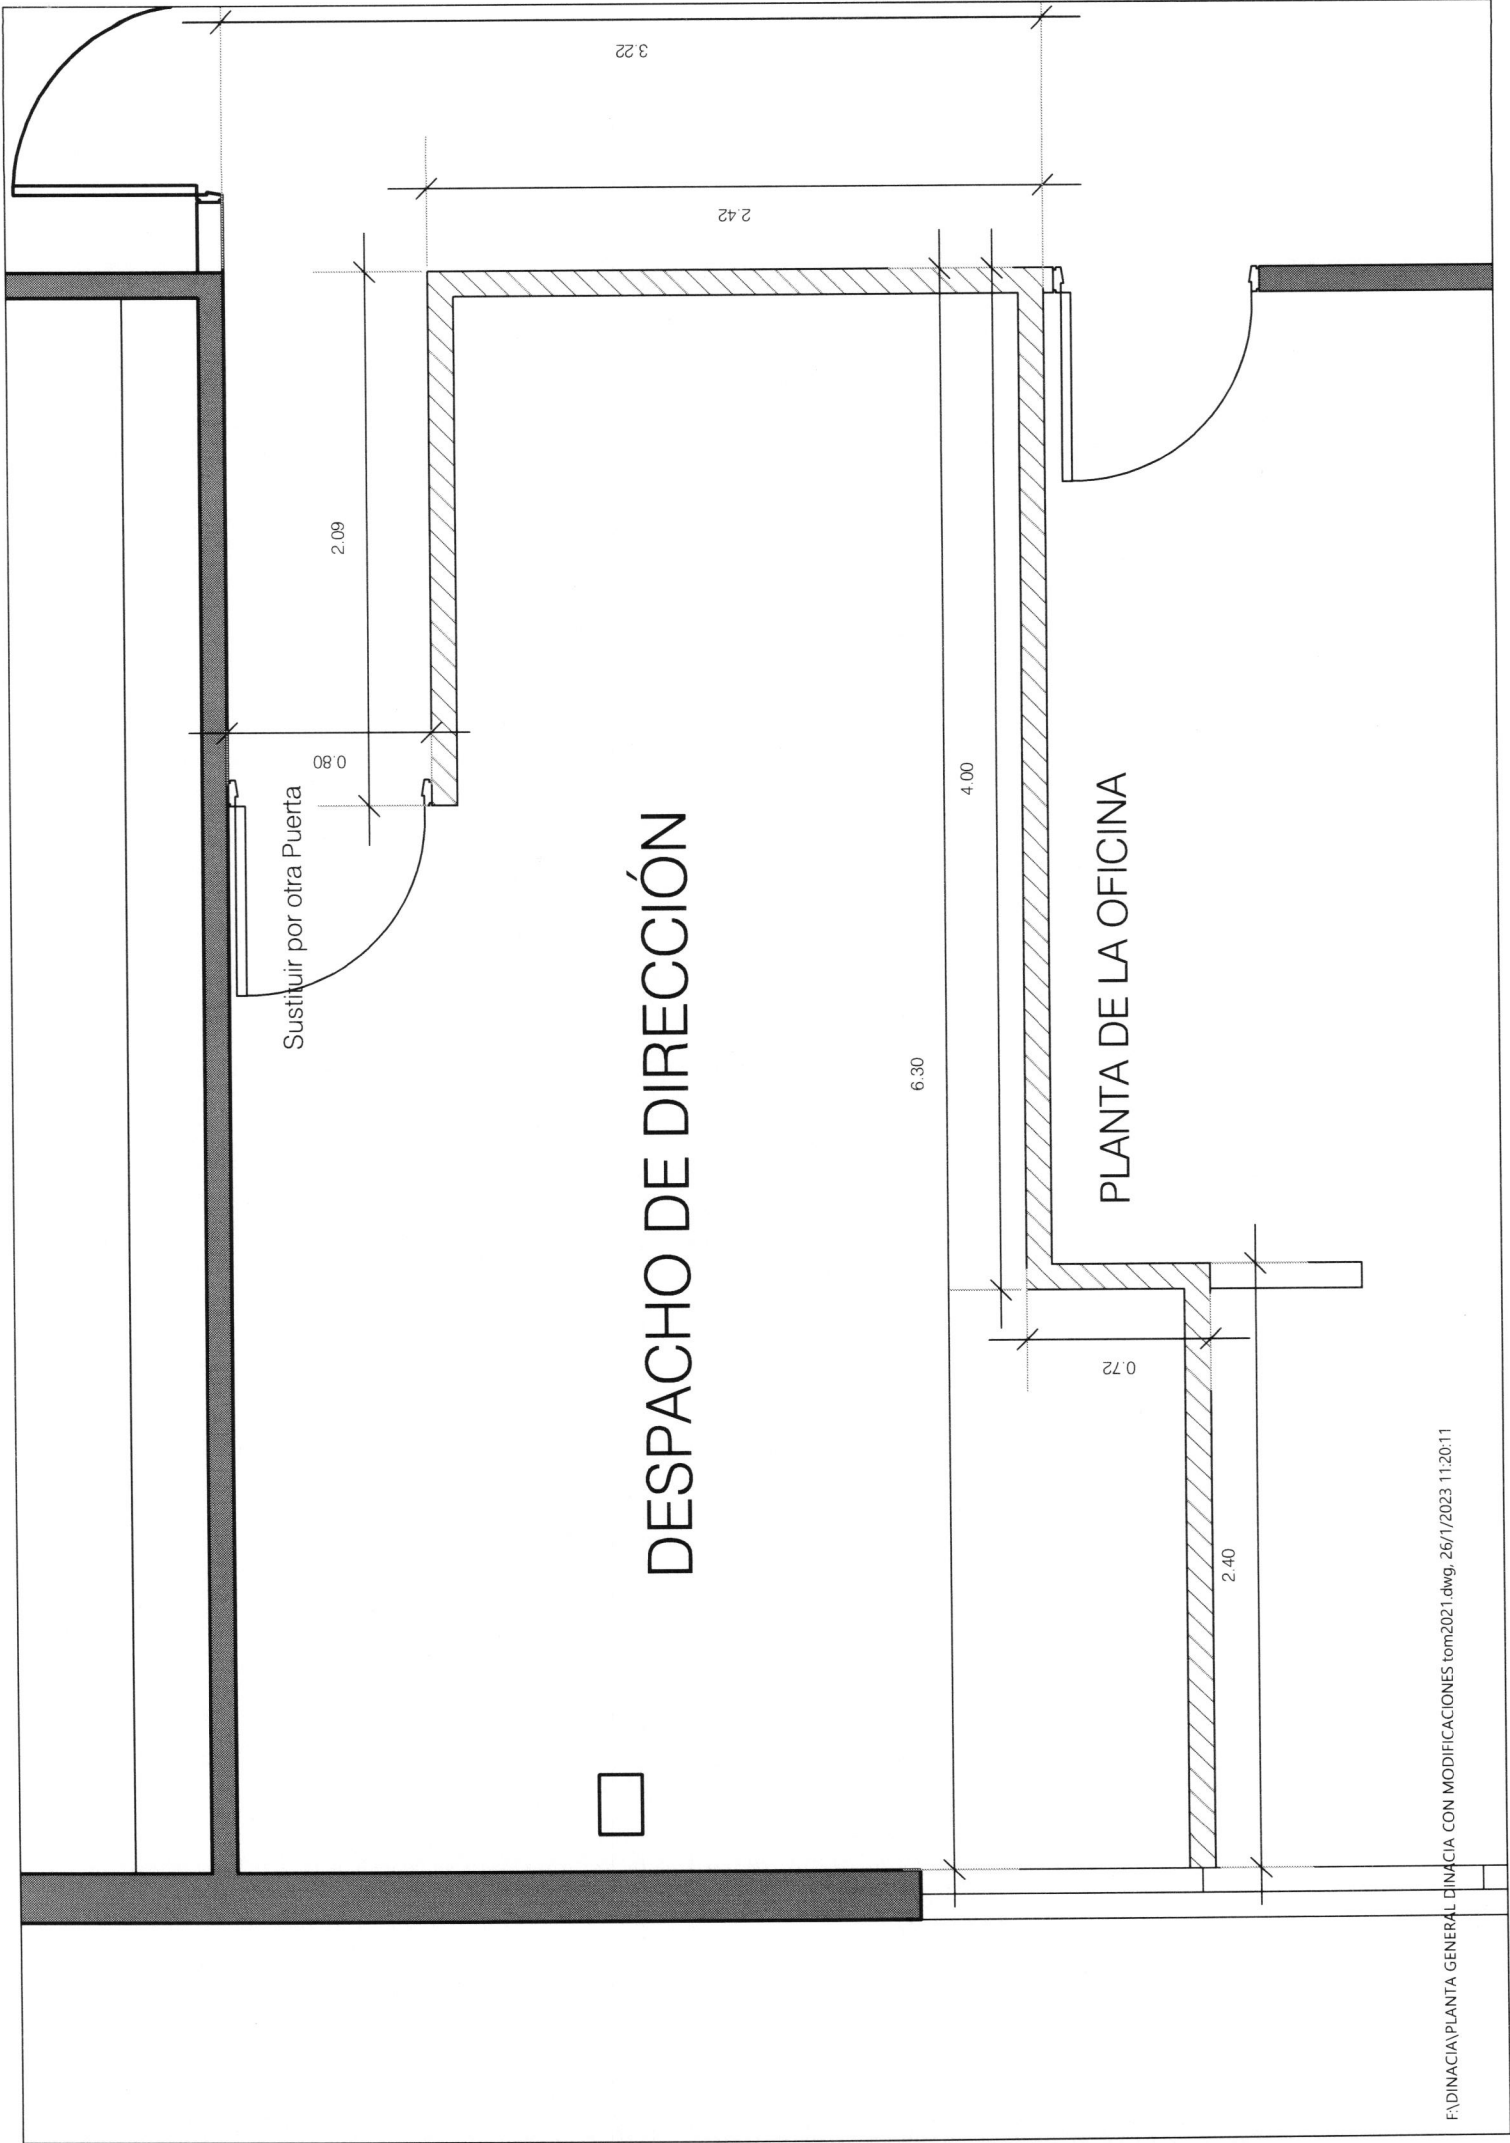 3.22
2.42
2.09
0.80
Sustituir por otra Puerta
DESPACHO DE DIRECCIÓN
6.30
4.00
PLANTA DE LA OFICINA
0.72
2.40
F:\DINACIA\PLANTA GENERAL DINACIA CON MODIFICACIONES tom2021.dwg, 26/1/2023 11:20:11